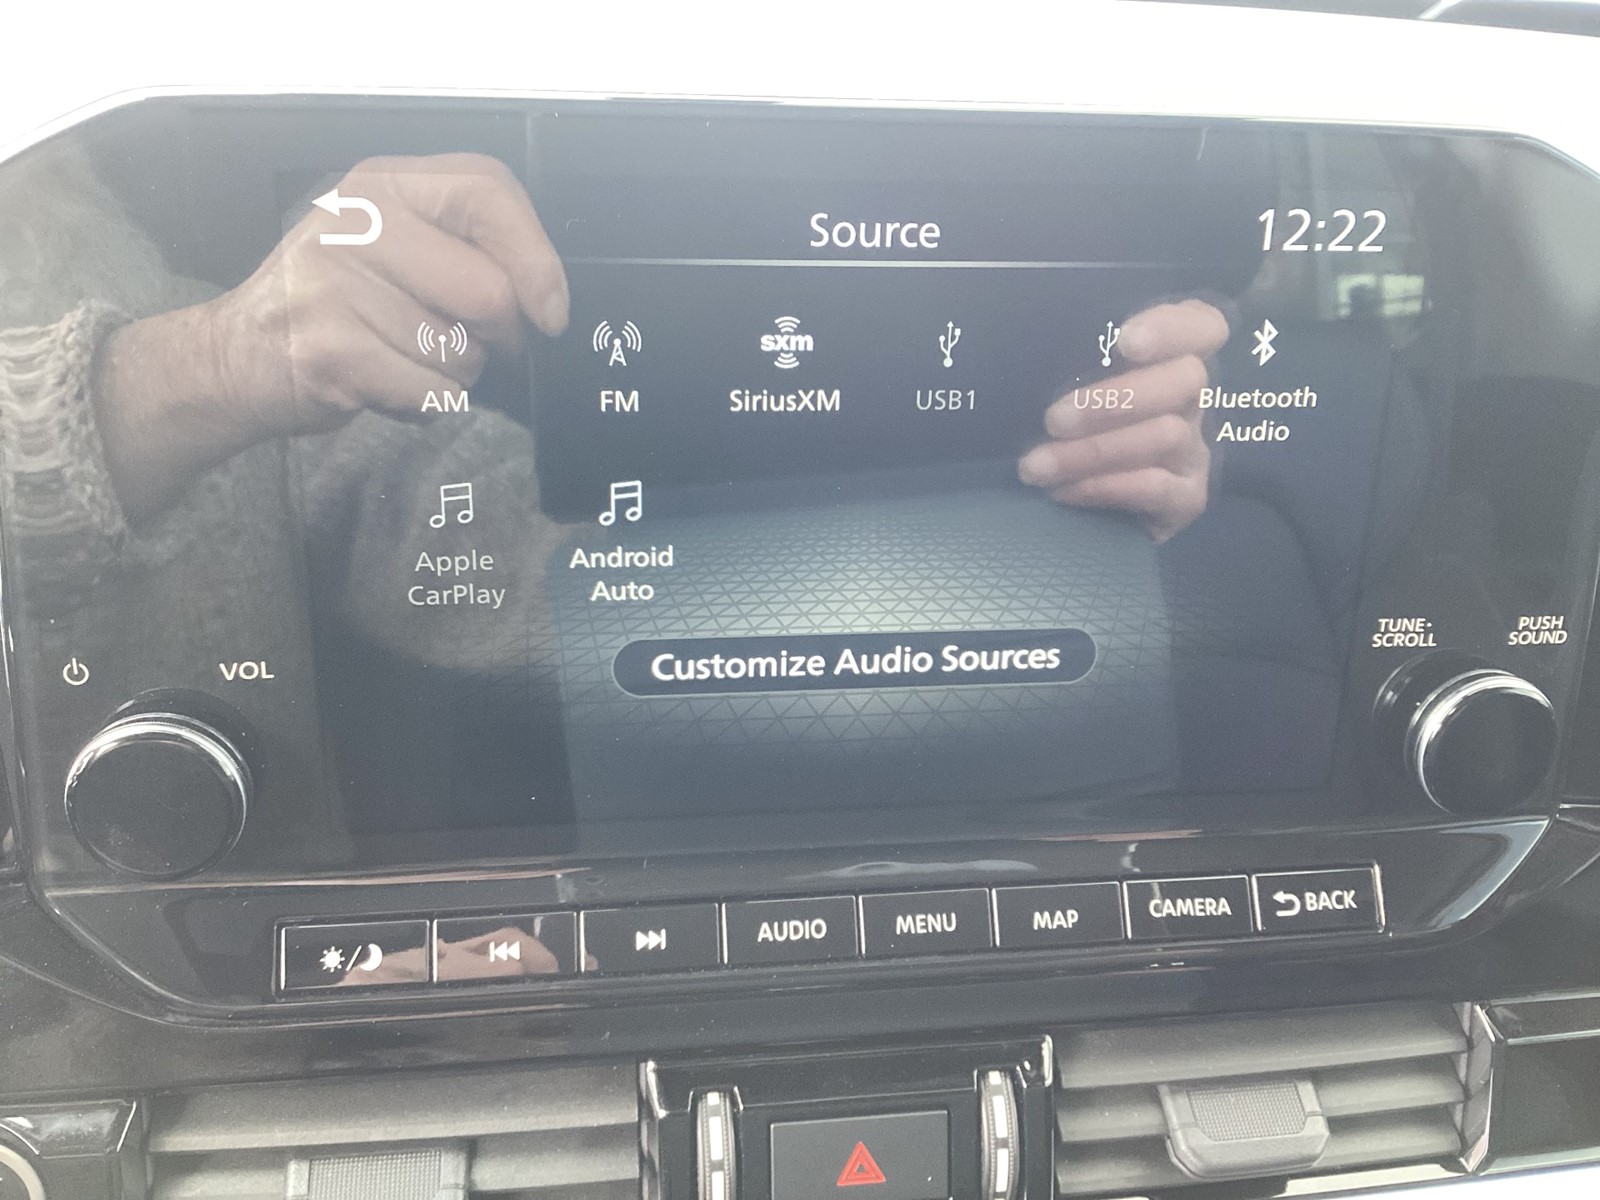 Source
12:22
sxm
AM
FM
SiriusXM
USB1
USB2
Bluetooth
Audio
Apple
CarPlay
Android
Auto
Customize Audio Sources
VOL
TUNE·
SCROLL
PUSH
SOUND
AUDIO
MENU
MAP
CAMERA
BACK